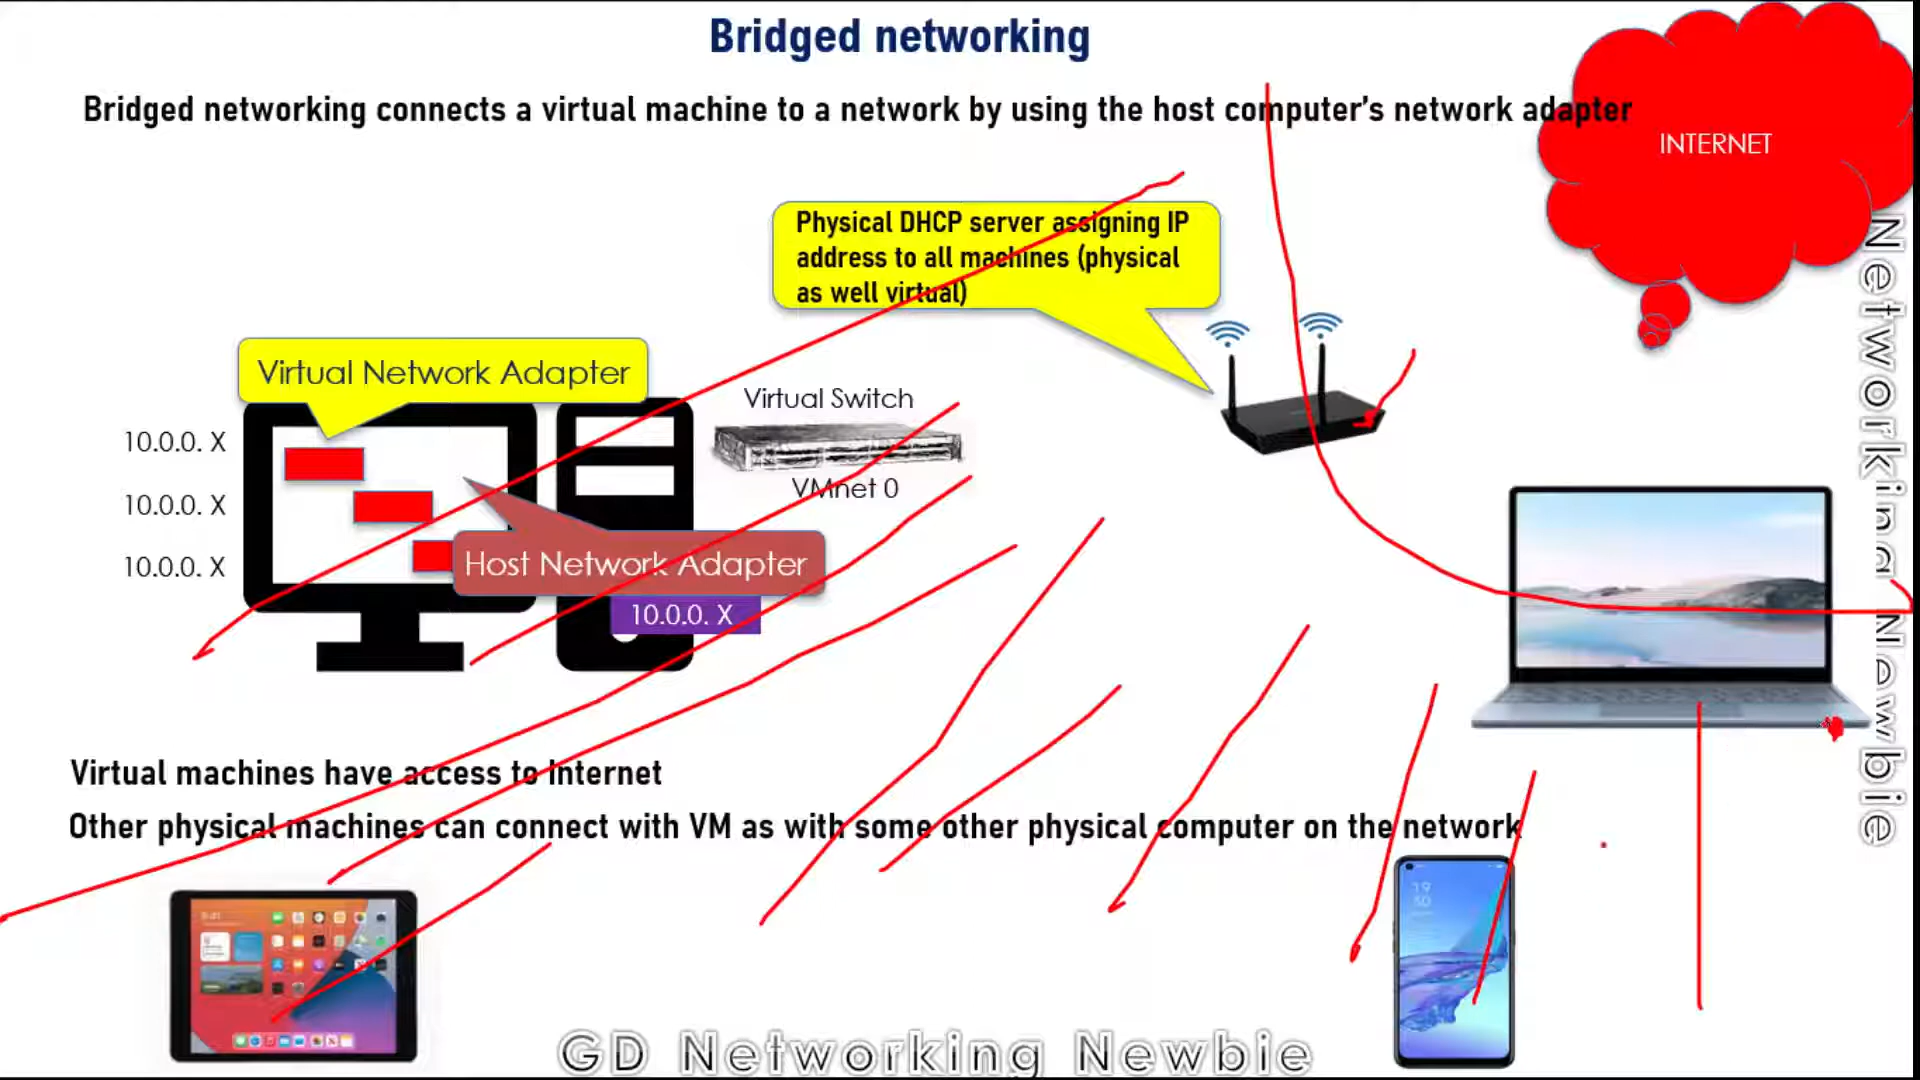 Bridged networking
Bridged networking connects a virtual machine to a network by using the host computer's network adapter
INTERNET
Physical DHCP server assigning IP
address to all machines (physical
as well virtual)
Virtual Network Adapter
Virtual Switch
10.0.0. X
VMnet 0
10.0.0. X
Host Network Adapter
10.0.0. X
10.0.0. X
Virtual machines have access to Internet
Other physical machines can connect with VM as with some other physical computer on the network
Networking Newbie
19
30
9:41
GD Networking Newbie